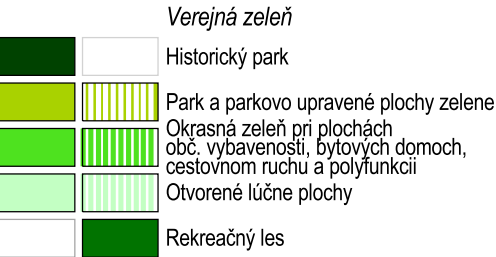 Verejná zeleň
Historický park
Park a parkovo upravené plochy zelene
Okrasná zeleň pri plochách
obč. vybavenosti, bytových domoch,
cestovnom ruchu a polyfunkcii
Otvorené lúčne plochy
Rekreačný les